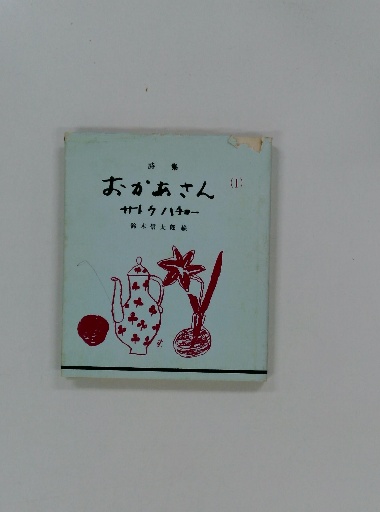 詩集
おかあさん
〔1〕
サトウハチロー
鈴木信太郎絵